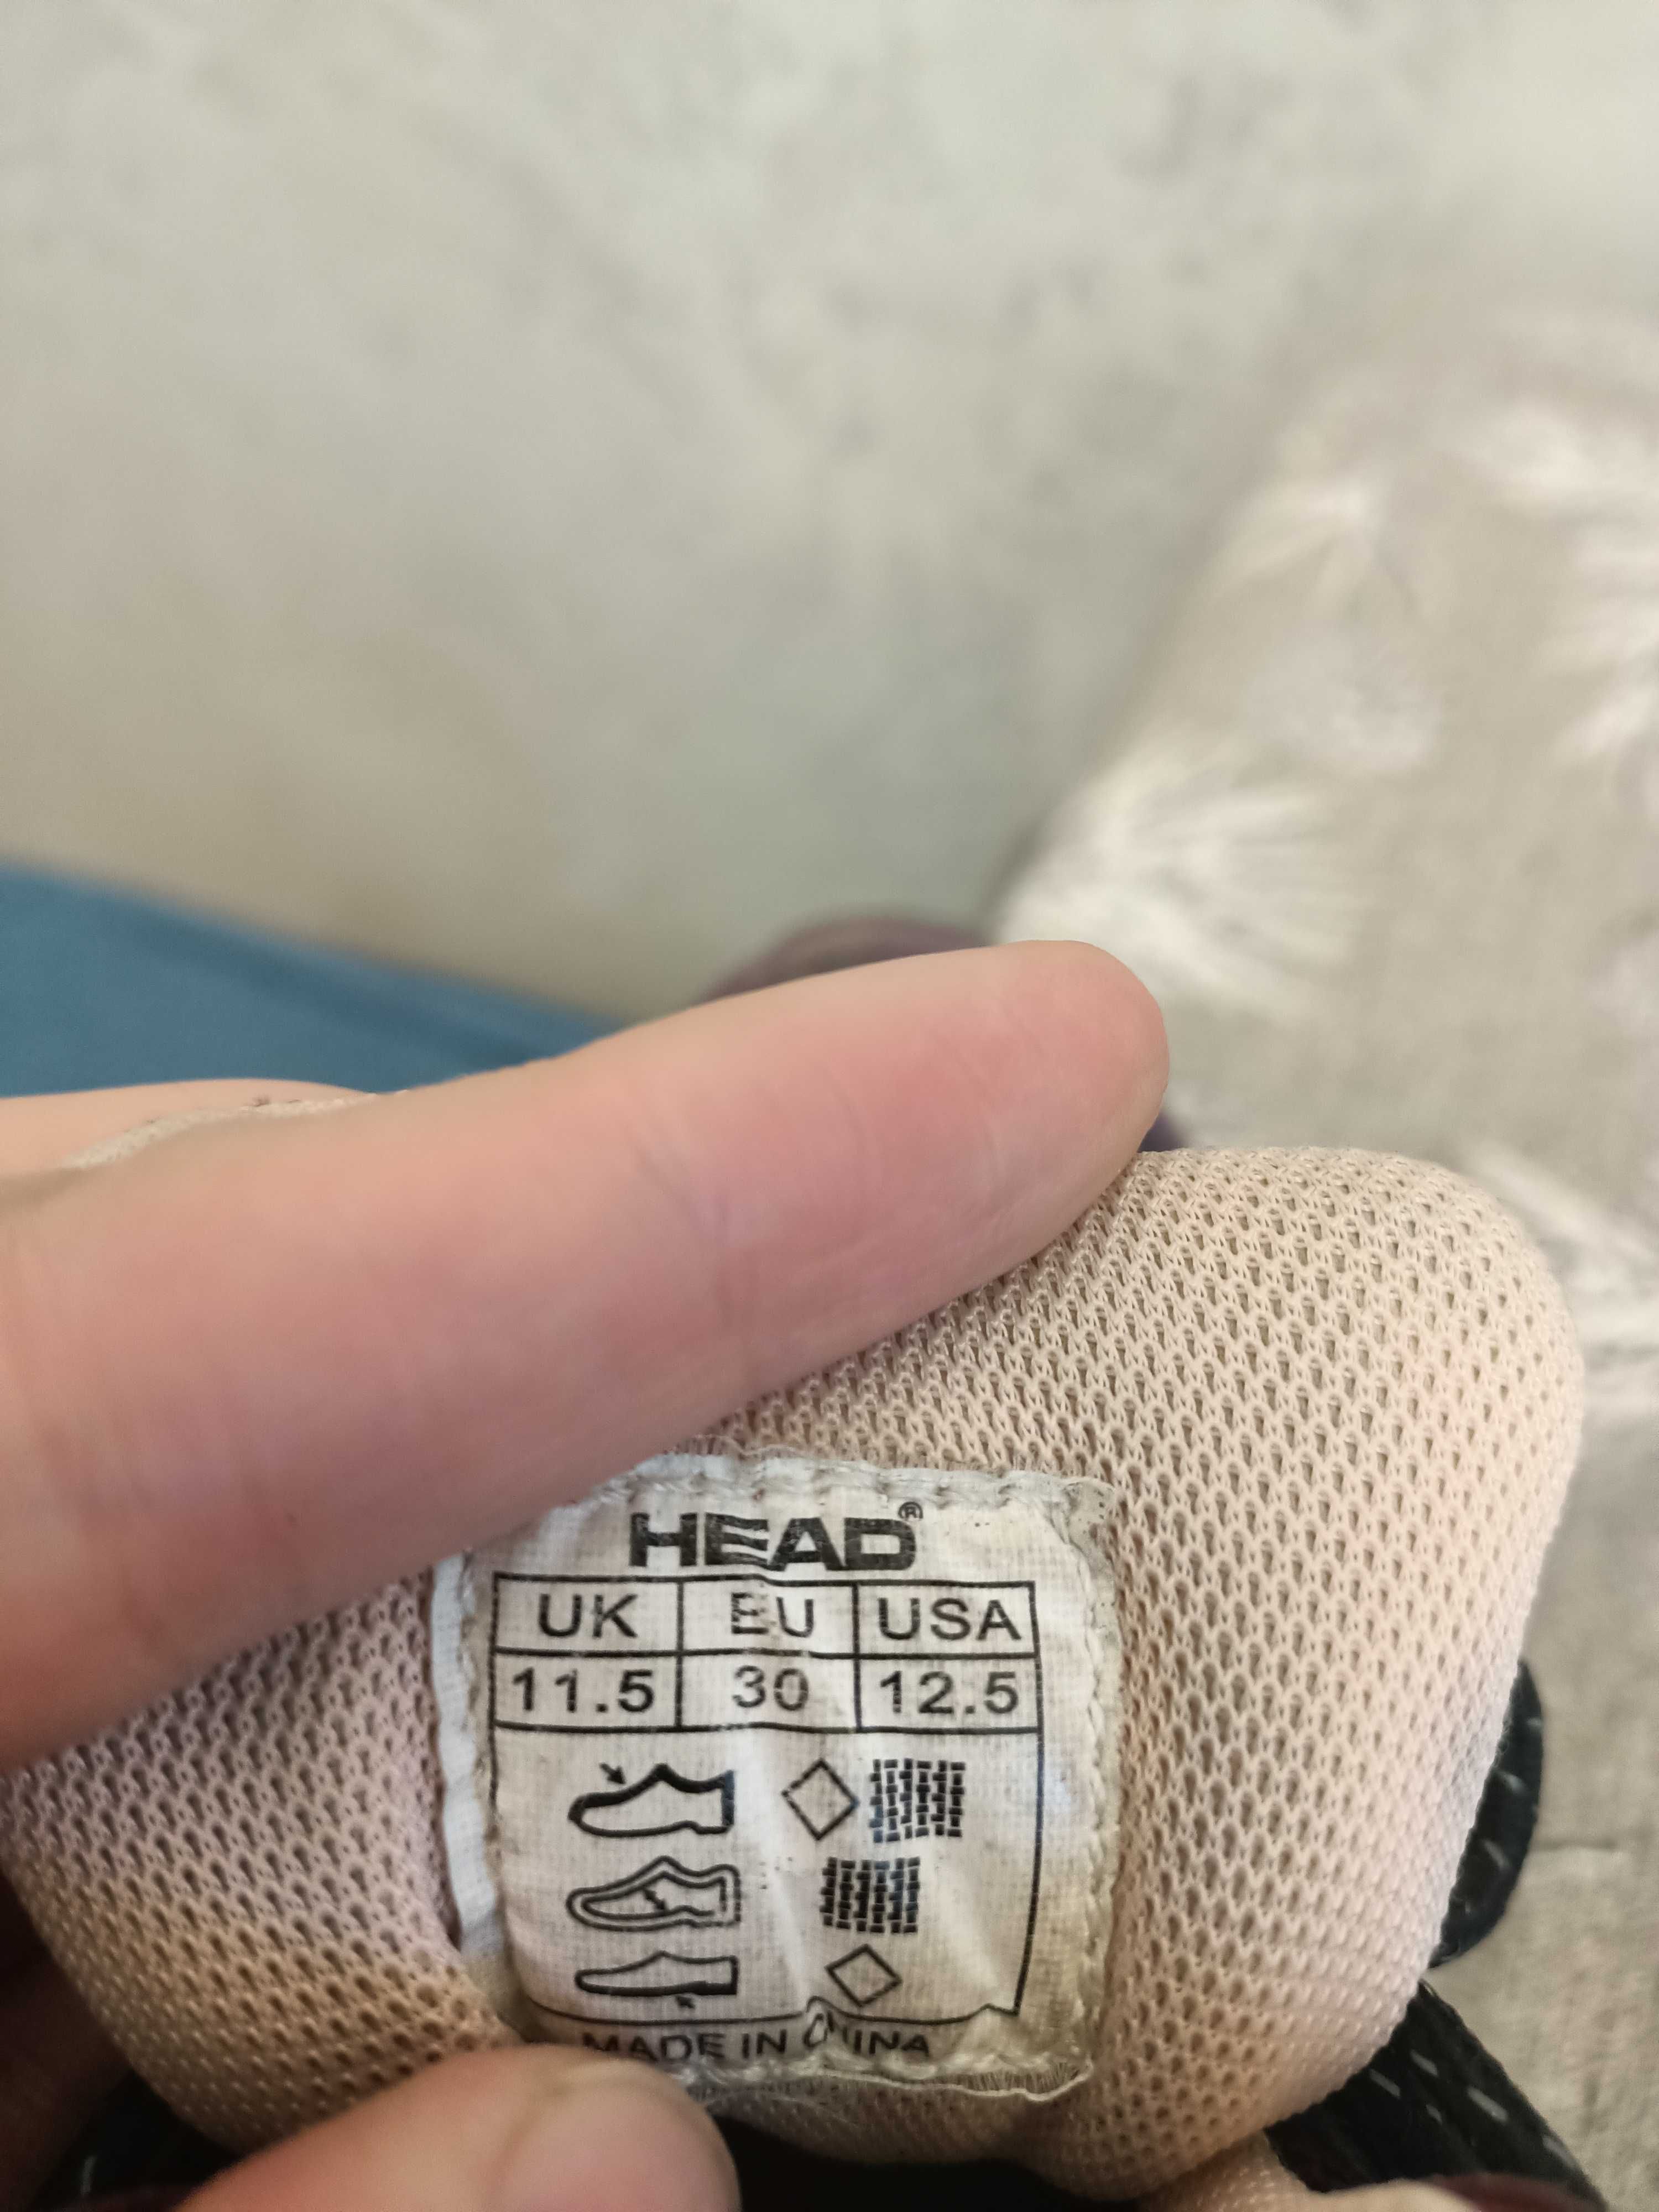 HEAD®
UK EU USA
11.5 30 12.5
MADE IN CHINA